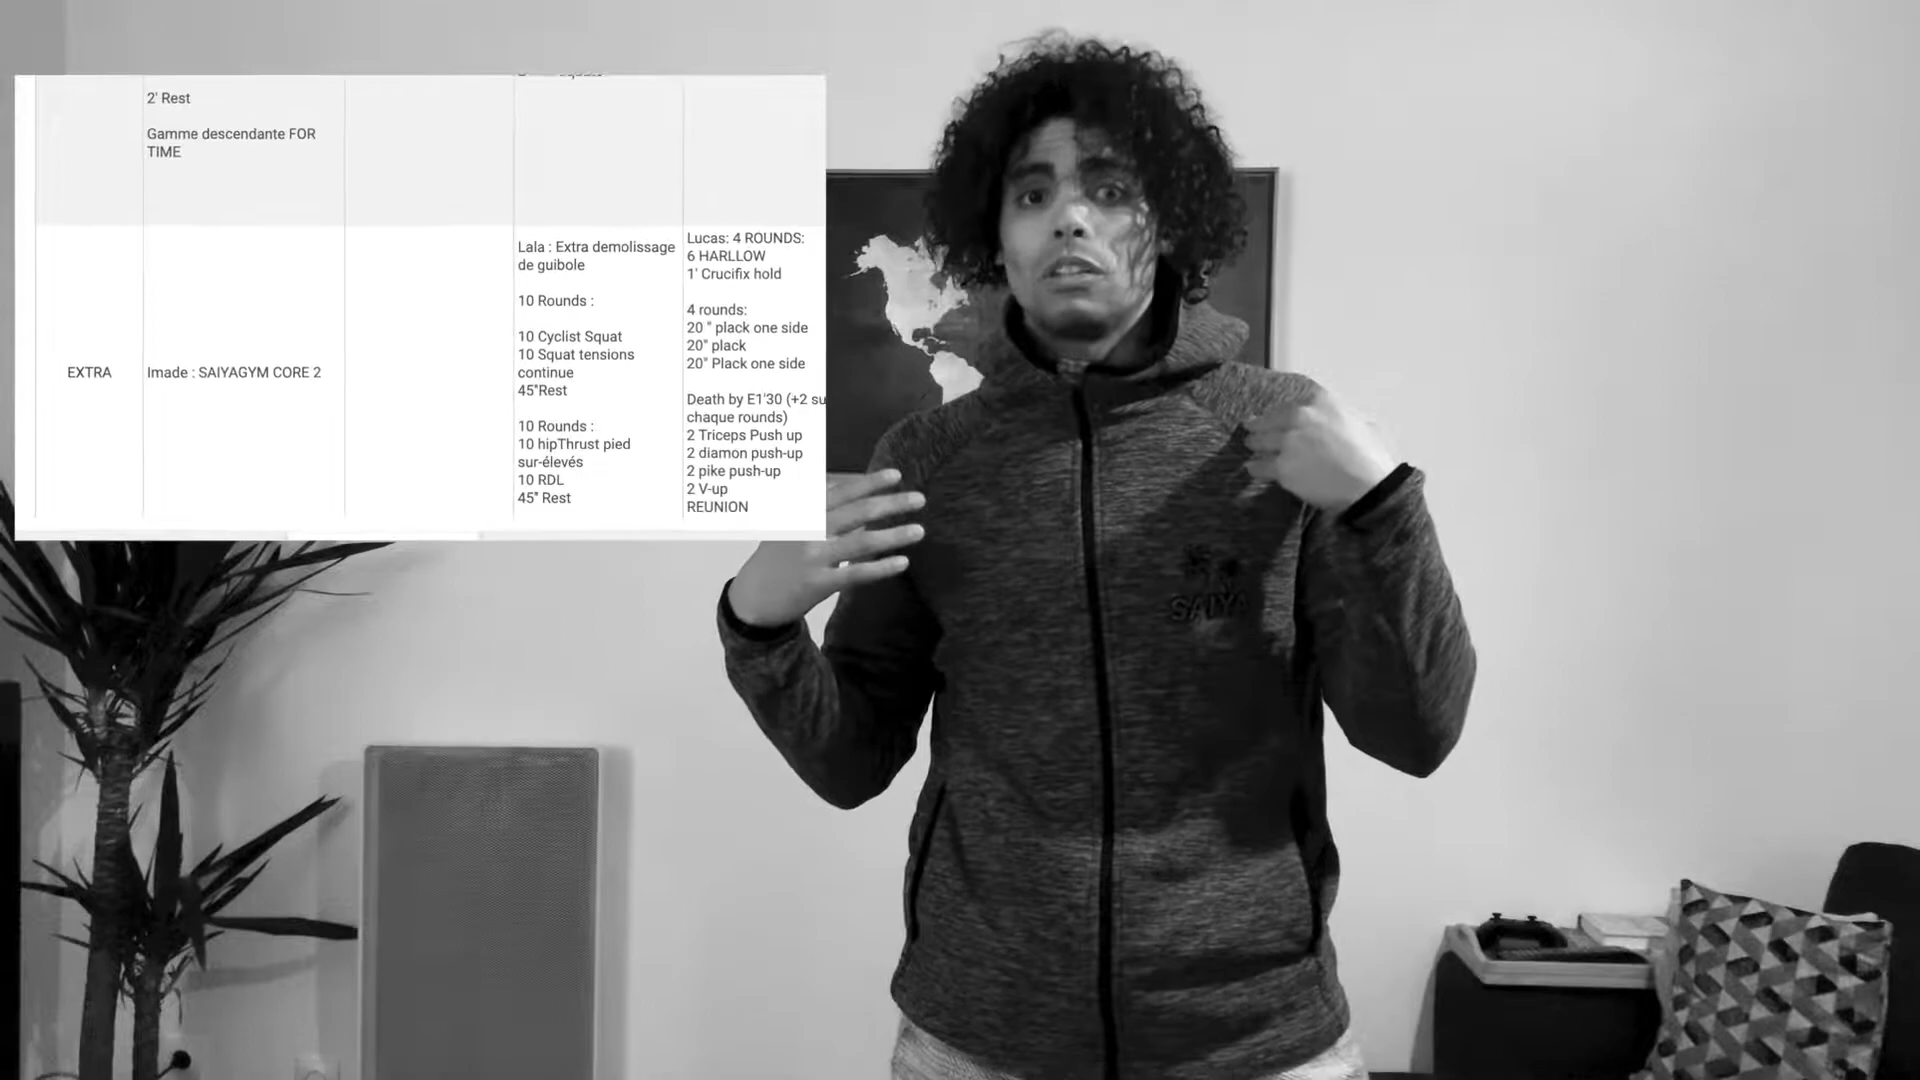 2' Rest
Gamme descendante FOR
TIME
EXTRA
Imade : SAIYAGYM CORE 2
Lala : Extra demolissage
de guibole
10 Rounds :
10 Cyclist Squat
10 Squat tensions
continue
45"Rest
10 Rounds :
10 hipThrust pied
sur-élevés
10 RDL
45" Rest
Lucas: 4 ROUNDS:
6 HARLLOW
1' Crucifix hold
4 rounds:
20 " plack one side
20" plack
20" Plack one side
Death by E1'30 (+2 su
chaque rounds)
2 Triceps Push up
2 diamon push-up
2 pike push-up
2 V-up
REUNION
SAIYA